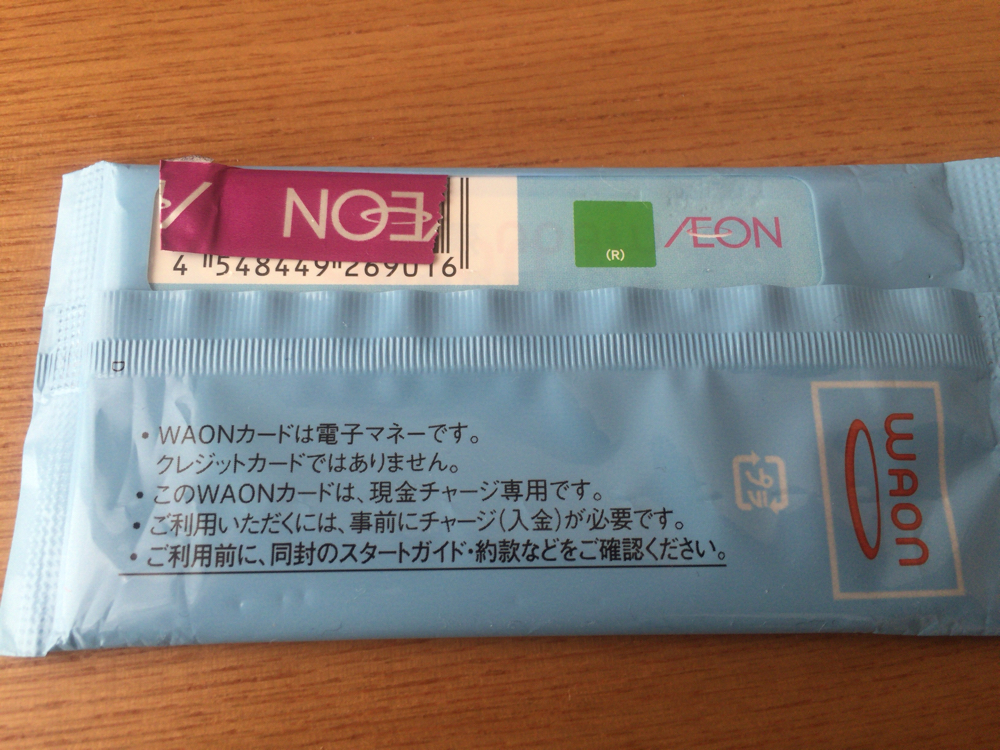 ÆON
4 548449 269016
(R)
ÆON
D
・WAONカードは電子マネーです。
クレジットカードではありません。
・このWAONカードは、現金チャージ専用です。
・ご利用いただくには、事前にチャージ(入金)が必要です。
・ご利用前に、同封のスタートガイド・約款などをご確認ください。
プラ
WAON